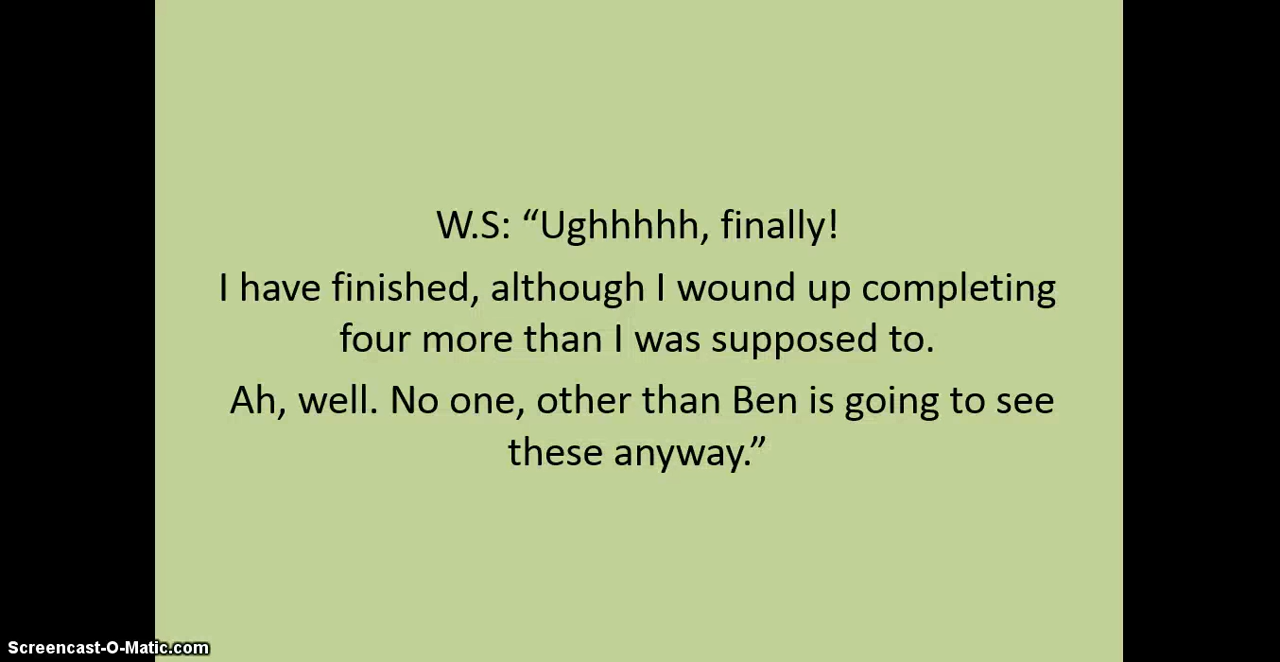 W.S: “Ughhhhh, finally!
I have finished, although I wound up completing
four more than I was supposed to.
Ah, well. No one, other than Ben is going to see
these anyway.”
Screencast-O-Matic.com